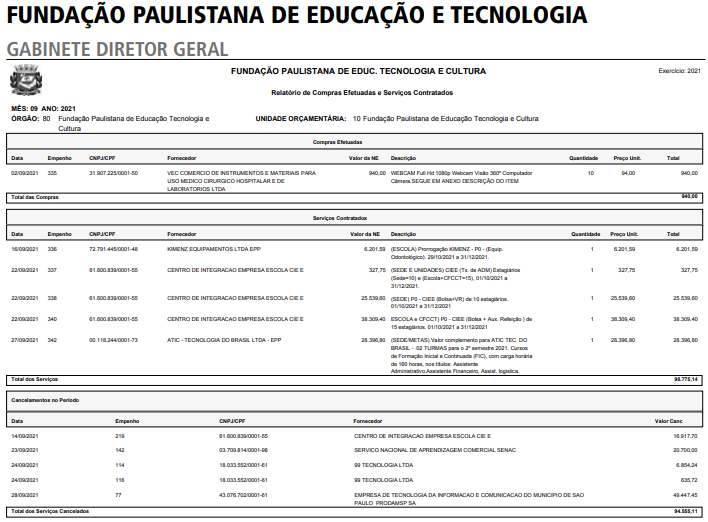 FUNDAÇÃO PAULISTANA DE EDUCAÇÃO E TECNOLOGIA
GABINETE DIRETOR GERAL
FUNDAÇÃO PAULISTANA DE EDUC. TECNOLOGIA E CULTURA Exercício: 2021
Relatório de Compras Efetuadas e Serviços Contratados
MÊS: 09 ANO: 2021
ÓRGÃO: 80 Fundação Paulistana de Educação Tecnologia e UNIDADE ORÇAMENTÁRIA: 10 Fundação Paulistana de Educação Tecnologia e Cultura
Cultura
Compras Efetuadas
Data Empenho CNPJ/CPF Fornecedor Valor da NE Descrição Quantidade Preço Unit. Total
02/09/2021 335 31.907.225/0001-50 VEC COMERCIO DE INSTRUMENTOS E MATERIAIS PARA 940,00 WEBCAM Full Hd 1080p Webcam Visão 360º Computador 10 94,00 940,00
USO MEDICO CIRURGICO HOSPITALAR E DE Câmera.SEGUE EM ANEXO DESCRIÇÃO DO ITEM
LABORATORIOS LTDA
Total das Compras 940,00
Serviços Contratados
Data Empenho CNPJ/CPF Fornecedor Valor da NE Descrição Quantidade Preço Unit. Total
16/09/2021 336 72.791.445/0001-48 KIMENZ EQUIPAMENTOS LTDA EPP 6.201,59 (ESCOLA) Prorrogação KIMENZ - P0 - (Equip. 1 6.201,59 6.201,59
Odontológico). 29/10/2021 a 31/12/2021.
22/09/2021 337 61.600.839/0001-55 CENTRO DE INTEGRACAO EMPRESA ESCOLA CIE E 327,75 (SEDE E UNIDADES) CIEE (Tx. de ADM) Estagiários 1 327,75 327,75
(Sede=10) e (Escola+CFCCT=15), 01/10/2021 a
31/12/2021.
22/09/2021 338 61.600.839/0001-55 CENTRO DE INTEGRACAO EMPRESA ESCOLA CIE E 25.539,60 (SEDE) P0 - CIEE (Bolsa+VR) de 10 estagiários. 1 25.539,60 25.539,60
01/10/2021 a 31/12/2021
22/09/2021 340 61.600.839/0001-55 CENTRO DE INTEGRACAO EMPRESA ESCOLA CIE E 38.309,40 ESCOLA e CFCCT) P0 - CIEE (Bolsa + Aux. Refeição ) de 1 38.309,40 38.309,40
15 estagiários. 01/10/2021 a 31/12/2021
27/09/2021 342 00.118.244/0001-73 ATIC - TECNOLOGIA DO BRASIL LTDA - EPP 28.396,80 (SEDE/METAS) Valor complemento para ATIC TEC. DO 1 28.396,80 28.396,80
BRASIL - .02 TURMAS para o 2º semestre 2021. Cursos
de Formação Inicial e Continuada (FIC), com carga horária
de 160 horas, nos títulos: Assistente
Administrativo,Assistente Financeiro, Assist. logística.
Total dos Serviços 98.775,14
Cancelamentos no Período
Data Empenho CNPJ/CPF Fornecedor Valor Canc
14/09/2021 219 61.600.839/0001-55 CENTRO DE INTEGRACAO EMPRESA ESCOLA CIE E 16.917,70
23/09/2021 142 03.709.814/0001-98 SERVICO NACIONAL DE APRENDIZAGEM COMERCIAL SENAC 20.700,00
24/09/2021 114 18.033.552/0001-61 99 TECNOLOGIA LTDA 6.854,24
24/09/2021 116 18.033.552/0001-61 99 TECNOLOGIA LTDA 635,72
28/09/2021 77 43.076.702/0001-61 EMPRESA DE TECNOLOGIA DA INFORMACAO E COMUNICACAO DO MUNICIPIO DE SAO 49.447,45
PAULO PRODAMSP SA
Total dos Serviços Cancelados 94.555,11